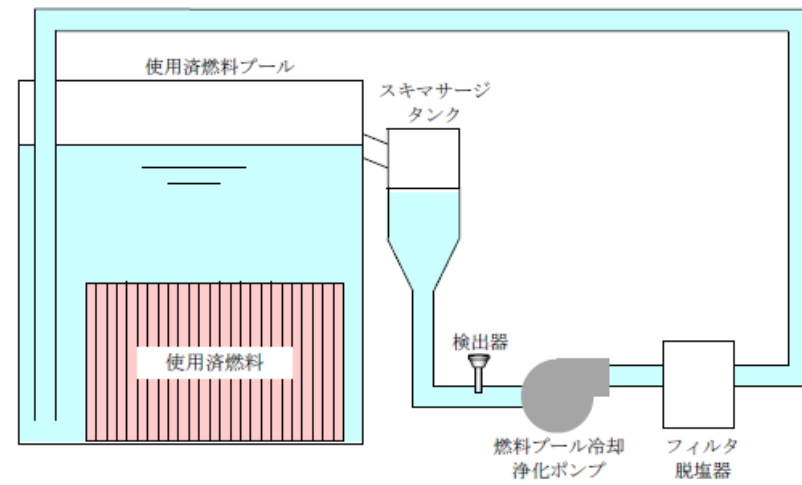 使用済燃料プール
スキマサージ
タンク
使用済燃料
検出器
燃料プール冷却
浄化ポンプ
フィルタ
脱塩器